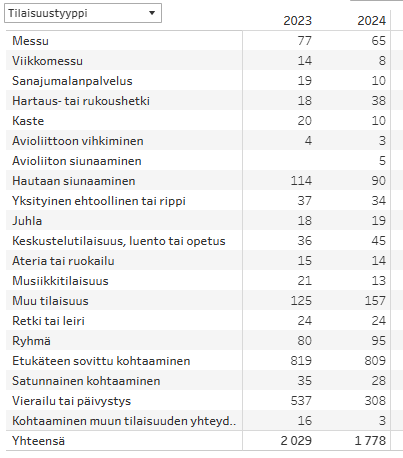 Tilaisuustyyppi
2023 2024
Messu 77 65
Viikkomessu 14 8
Sanajumalanpalvelus 19 10
Hartaus- tai rukoushetki 18 38
Kaste 20 10
Avioliittoon vihkiminen 4 3
Avioliiton siunaaminen 5
Hautaan siunaaminen 114 90
Yksityinen ehtoollinen tai rippi 37 34
Juhla 18 19
Keskustelutilaisuus, luento tai opetus 36 45
Ateria tai ruokailu 15 14
Musiikkitilaisuus 21 13
Muu tilaisuus 125 157
Retki tai leiri 24 24
Ryhmä 80 95
Etukäteen sovittu kohtaaminen 819 809
Satunnainen kohtaaminen 35 28
Vierailu tai päivystys 537 308
Kohtaaminen muun tilaisuuden yhteyd.. 16 3
Yhteensä 2 029 1 778